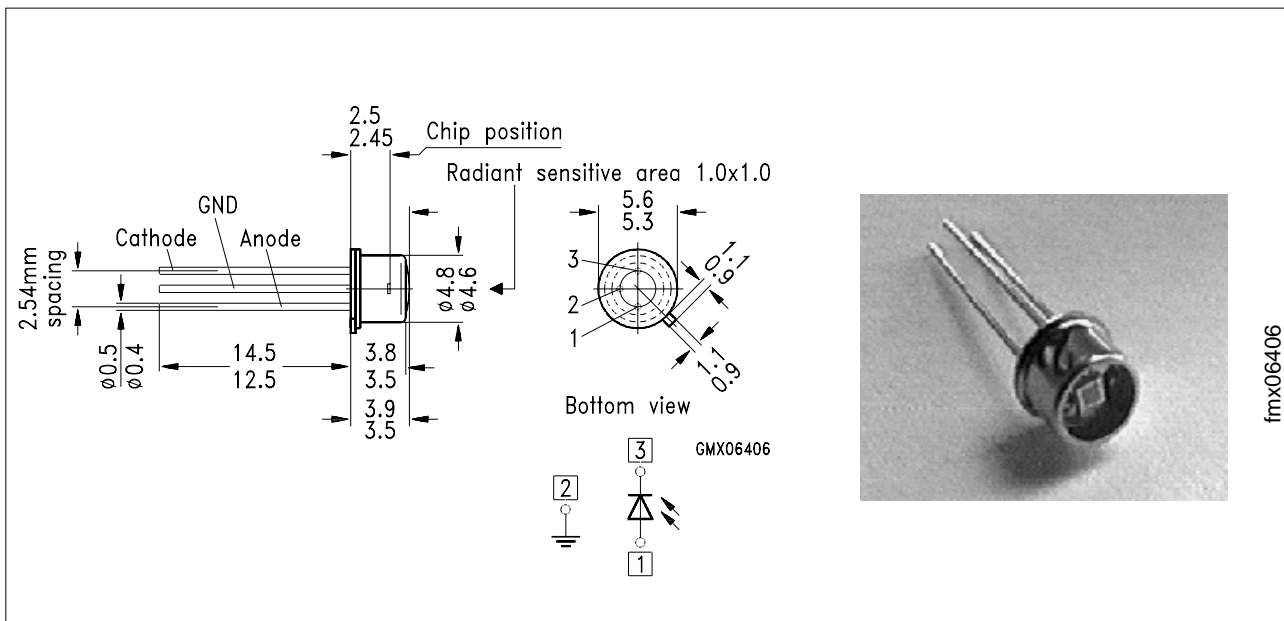 2.5
2.45
Chip position
Radiant sensitive area 1.0x1.0
GND
Cathode
Anode
2.54mm
spacing
ø0.5
ø0.4
14.5
12.5
3.8
3.5
3.9
3.5
ø4.8
ø4.6
5.6
5.3
3
2
1
1.1
0.9
1.1
0.9
Bottom view
GMX06406
3
2
1
fmx06406